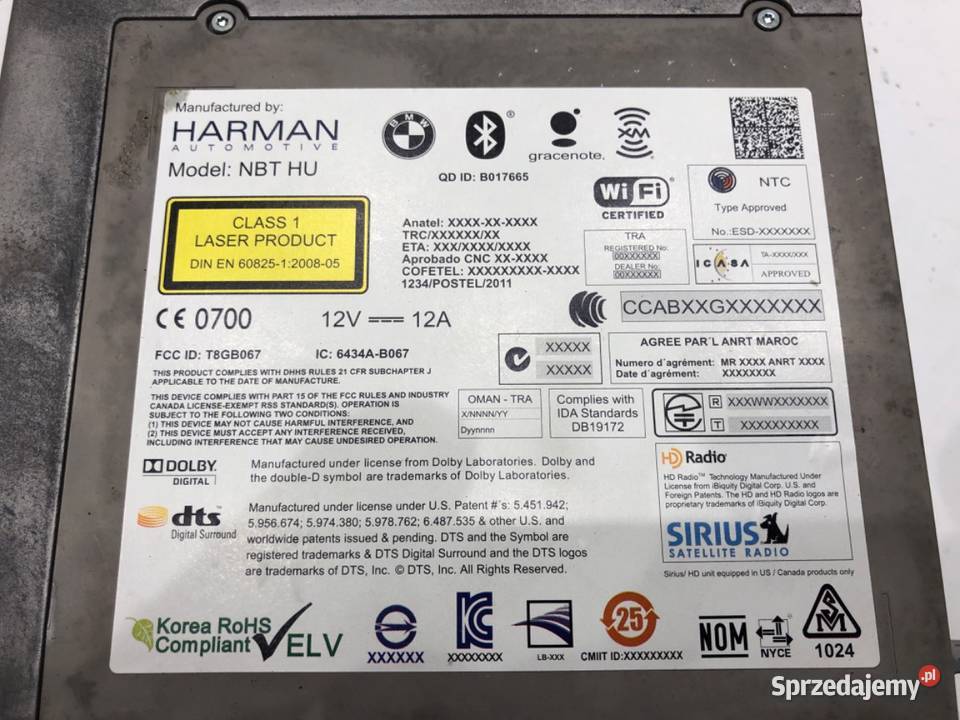 Manufactured by:
HARMAN
AUTOMOTIVE
Model: NBT HU
BMW
®
gracenote.
XM
QD ID: B017665
CLASS 1
LASER PRODUCT
DIN EN 60825-1:2008-05
Anatel: XXXX-XX-XXXX
TRC/XXXXXX/XX
ETA: XXX/XXXX/XXXX
Aprobado CNC XX-XXXX
COFETEL: XXXXXXXXX-XXXX
1234/POSTEL/2011
WiFi®
CERTIFIED
NTC
Type Approved
No.:ESD-XXXXXXX
TRA
REGISTERED No:
00XXXXXX
DEALER No:
00XXXXXX
ICASA
TA-XXXX/XXX
APPROVED
CE 0700
12V 12A
CCABXXGXXXXXXX
FCC ID: T8GB067
IC: 6434A-B067
XXXXX
XXXXX
AGREE PAR´L ANRT MAROC
Numero d´agrément: MR XXXX ANRT XXXX
Date d´agrément: XXXXXXXX
THIS PRODUCT COMPLIES WITH DHHS RULES 21 CFR SUBCHAPTER J
APPLICABLE TO THE DATE OF MANUFACTURE.
THIS DEVICE COMPLIES WITH PART 15 OF THE FCC RULES AND INDUSTRY
CANADA LICENSE-EXEMPT RSS STANDARD(S). OPERATION IS
SUBJECT TO THE FOLLOWING TWO CONDITIONS:
(1) THIS DEVICE MAY NOT CAUSE HARMFUL INTERFERENCE, AND
(2) THIS DEVICE MUST ACCEPT ANY INTERFERENCE RECEIVED,
INCLUDING INTERFERENCE THAT MAY CAUSE UNDESIRED OPERATION.
OMAN - TRA
X/NNNN/YY
Dyynnnn
Complies with
IDA Standards
DB19172
R XXXWWXXXXXXX
T XXXXXXXXXX
DOLBY
DIGITAL
Manufactured under license from Dolby Laboratories. Dolby and
the double-D symbol are trademarks of Dolby Laboratories.
HD Radio
HD Radio™ Technology Manufactured Under
License from iBiquity Digital Corp. U.S. and
Foreign Patents. The HD and HD Radio logos are
proprietary trademarks of iBiquity Digital Corp.
dts
Digital Surround
Manufactured under license under U.S. Patent #´s: 5.451.942;
5.956.674; 5.974.380; 5.978.762; 6.487.535 & other U.S. and
worldwide patents issued & pending. DTS and the Symbol are
registered trademarks & DTS Digital Surround and the DTS logos
are trademarks of DTS, Inc. © DTS, Inc. All Rights Reserved.
SIRIUS
SATELLITE RADIO
Sirius/ HD unit equipped in US / Canada products only
Korea RoHS
Compliant
ELV
XXXXXX
KC
XXXXXXXX
LB-XXX
25
CMIIT ID:XXXXXXXXX
NOM
NYCE
1024
Sprzedajemy.pl